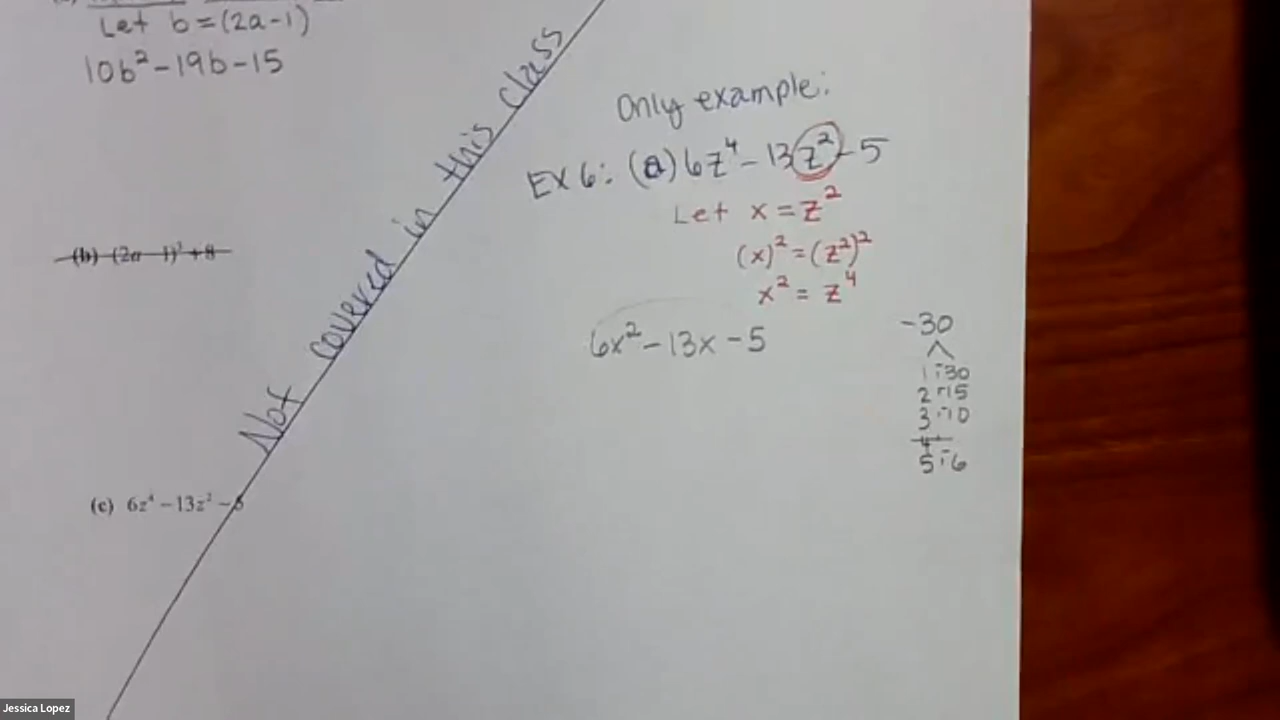 Let b = (2a-1)
10b² - 19b - 15
Not covered in this class
Only example:
EX 6: (a) 6z⁴ - 13z² - 5
Let x = z²
(x)² = (z²)²
x² = z⁴
(b) (2a - 1)³ + 8
6x² - 13x - 5
-30
1 · 30
2 · 15
3 · 10
4
5 · 6
(c) 6z⁴ - 13z² - 5
Jessica Lopez